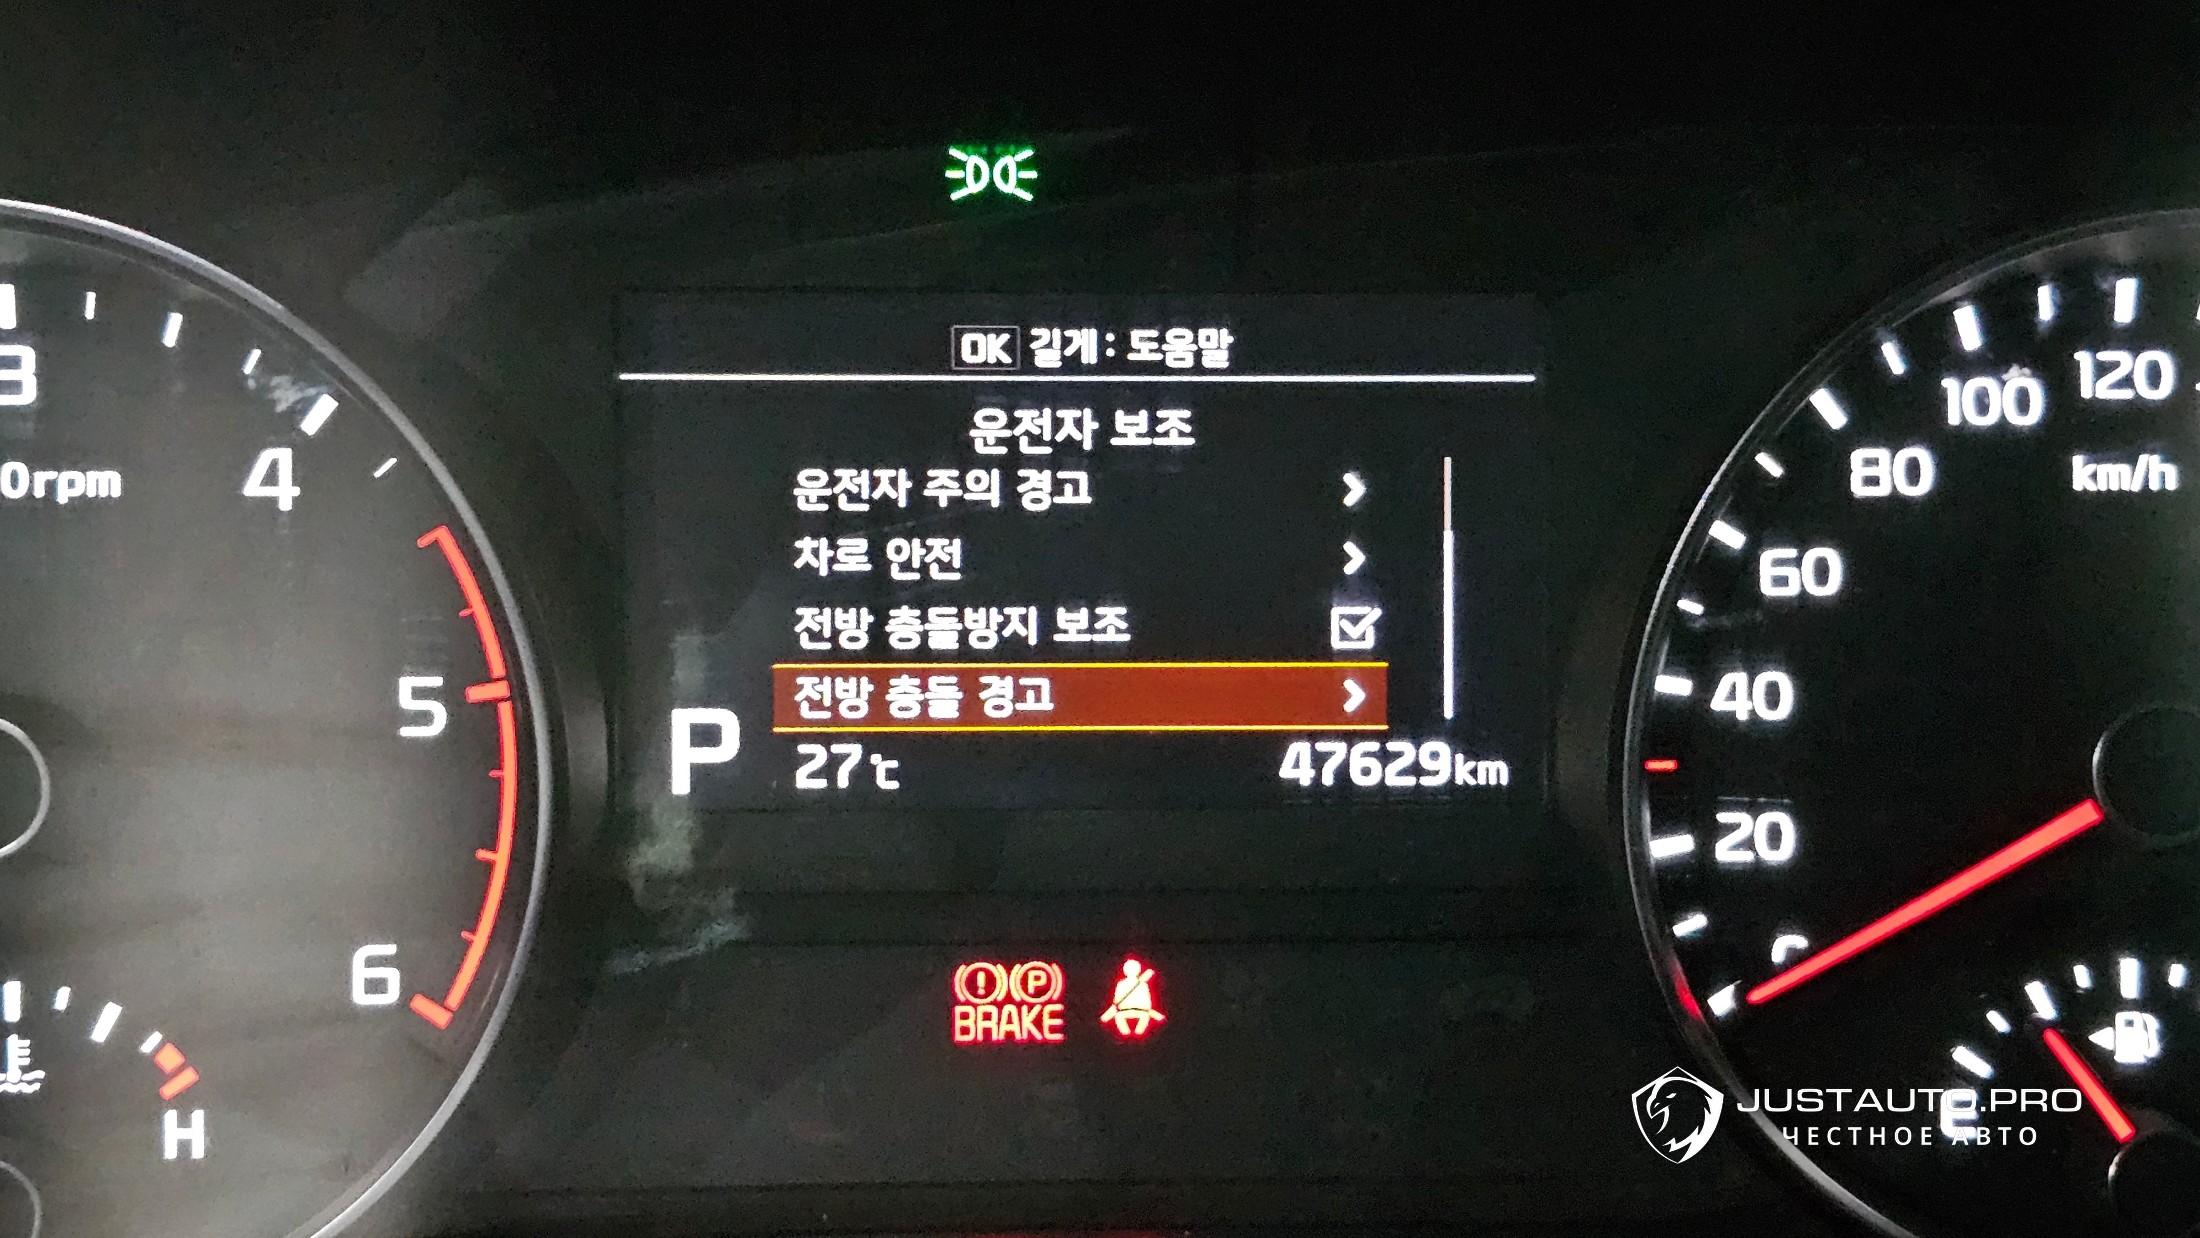 OK 길게 : 도움말
운전자 보조
운전자 주의 경고
차로 안전
전방 충돌방지 보조
전방 충돌 경고
P
27℃ 47629km
3
4
0rpm
5
6
H
120
100
km/h
80
60
40
20
E
BRAKE
P
JUSTAUTO.PRO
ЧЕСТНОЕ АВТО